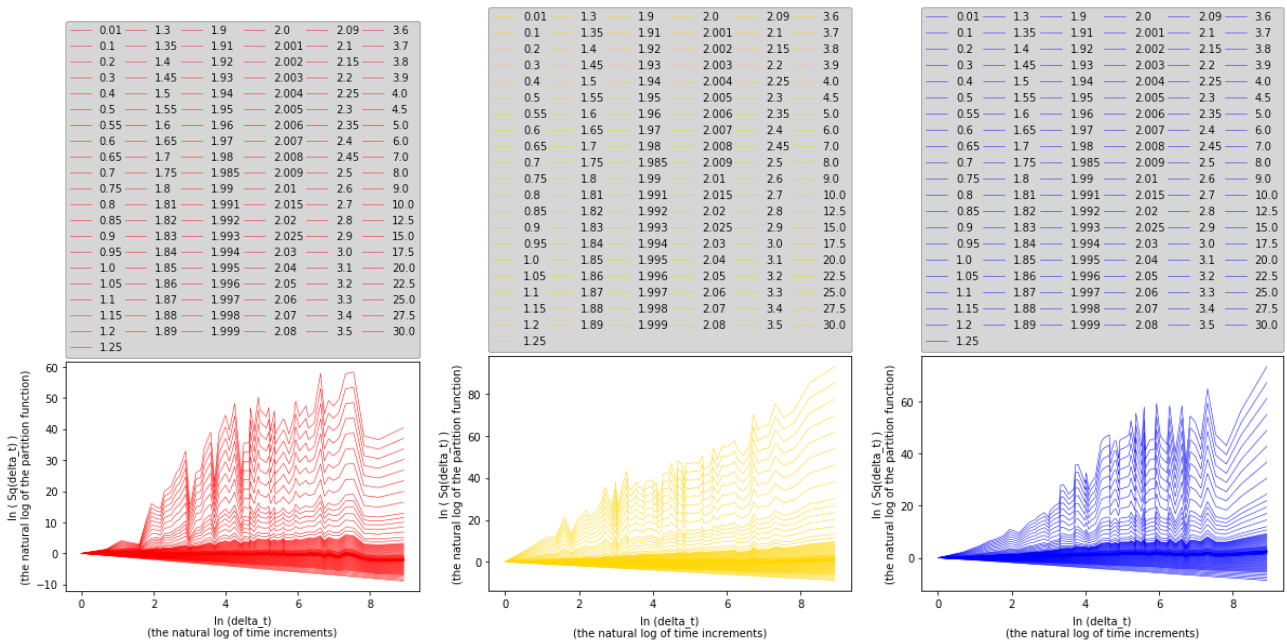 0.01 1.3 1.9 2.0 2.09 3.6
0.1 1.35 1.91 2.001 2.1 3.7
0.2 1.4 1.92 2.002 2.15 3.8
0.3 1.45 1.93 2.003 2.2 3.9
0.4 1.5 1.94 2.004 2.25 4.0
0.5 1.55 1.95 2.005 2.3 4.5
0.55 1.6 1.96 2.006 2.35 5.0
0.6 1.65 1.97 2.007 2.4 6.0
0.65 1.7 1.98 2.008 2.45 7.0
0.7 1.75 1.985 2.009 2.5 8.0
0.75 1.8 1.99 2.01 2.6 9.0
0.8 1.81 1.991 2.015 2.7 10.0
0.85 1.82 1.992 2.02 2.8 12.5
0.9 1.83 1.993 2.025 2.9 15.0
0.95 1.84 1.994 2.03 3.0 17.5
1.0 1.85 1.995 2.04 3.1 20.0
1.05 1.86 1.996 2.05 3.2 22.5
1.1 1.87 1.997 2.06 3.3 25.0
1.15 1.88 1.998 2.07 3.4 27.5
1.2 1.89 1.999 2.08 3.5 30.0
1.25
60
50
40
30
20
10
0
−10
ln ( Sq(delta_t) )
(the natural log of the partition function)
0 2 4 6 8
ln (delta_t)
(the natural log of time increments)
0.01 1.3 1.9 2.0 2.09 3.6
0.1 1.35 1.91 2.001 2.1 3.7
0.2 1.4 1.92 2.002 2.15 3.8
0.3 1.45 1.93 2.003 2.2 3.9
0.4 1.5 1.94 2.004 2.25 4.0
0.5 1.55 1.95 2.005 2.3 4.5
0.55 1.6 1.96 2.006 2.35 5.0
0.6 1.65 1.97 2.007 2.4 6.0
0.65 1.7 1.98 2.008 2.45 7.0
0.7 1.75 1.985 2.009 2.5 8.0
0.75 1.8 1.99 2.01 2.6 9.0
0.8 1.81 1.991 2.015 2.7 10.0
0.85 1.82 1.992 2.02 2.8 12.5
0.9 1.83 1.993 2.025 2.9 15.0
0.95 1.84 1.994 2.03 3.0 17.5
1.0 1.85 1.995 2.04 3.1 20.0
1.05 1.86 1.996 2.05 3.2 22.5
1.1 1.87 1.997 2.06 3.3 25.0
1.15 1.88 1.998 2.07 3.4 27.5
1.2 1.89 1.999 2.08 3.5 30.0
1.25
80
60
40
20
0
ln ( Sq(delta_t) )
(the natural log of the partition function)
0 2 4 6 8
ln (delta_t)
(the natural log of time increments)
0.01 1.3 1.9 2.0 2.09 3.6
0.1 1.35 1.91 2.001 2.1 3.7
0.2 1.4 1.92 2.002 2.15 3.8
0.3 1.45 1.93 2.003 2.2 3.9
0.4 1.5 1.94 2.004 2.25 4.0
0.5 1.55 1.95 2.005 2.3 4.5
0.55 1.6 1.96 2.006 2.35 5.0
0.6 1.65 1.97 2.007 2.4 6.0
0.65 1.7 1.98 2.008 2.45 7.0
0.7 1.75 1.985 2.009 2.5 8.0
0.75 1.8 1.99 2.01 2.6 9.0
0.8 1.81 1.991 2.015 2.7 10.0
0.85 1.82 1.992 2.02 2.8 12.5
0.9 1.83 1.993 2.025 2.9 15.0
0.95 1.84 1.994 2.03 3.0 17.5
1.0 1.85 1.995 2.04 3.1 20.0
1.05 1.86 1.996 2.05 3.2 22.5
1.1 1.87 1.997 2.06 3.3 25.0
1.15 1.88 1.998 2.07 3.4 27.5
1.2 1.89 1.999 2.08 3.5 30.0
1.25
60
40
20
0
ln ( Sq(delta_t) )
(the natural log of the partition function)
0 2 4 6 8
ln (delta_t)
(the natural log of time increments)